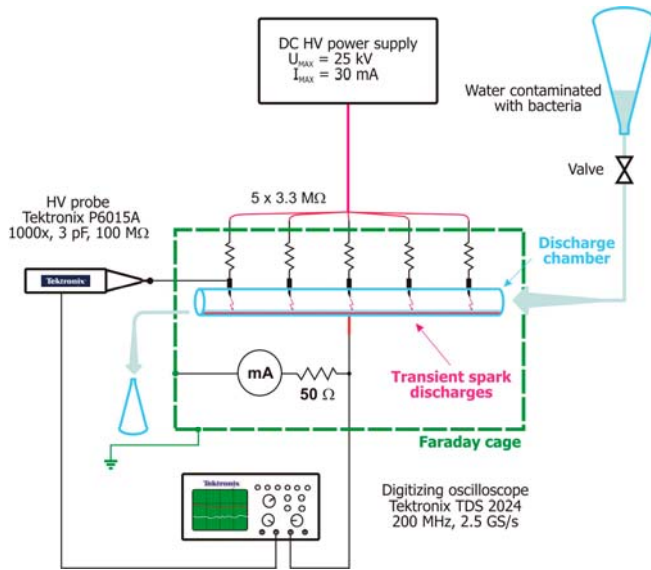 DC HV power supply
UMAX = 25 kV
IMAX = 30 mA
Water contaminated
with bacteria
Valve
HV probe
Tektronix P6015A
1000x, 3 pF, 100 MΩ
5 x 3.3 MΩ
Discharge
chamber
Tektronix
mA
50 Ω
Transient spark
discharges
Faraday cage
Tektronix
Digitizing oscilloscope
Tektronix TDS 2024
200 MHz, 2.5 GS/s